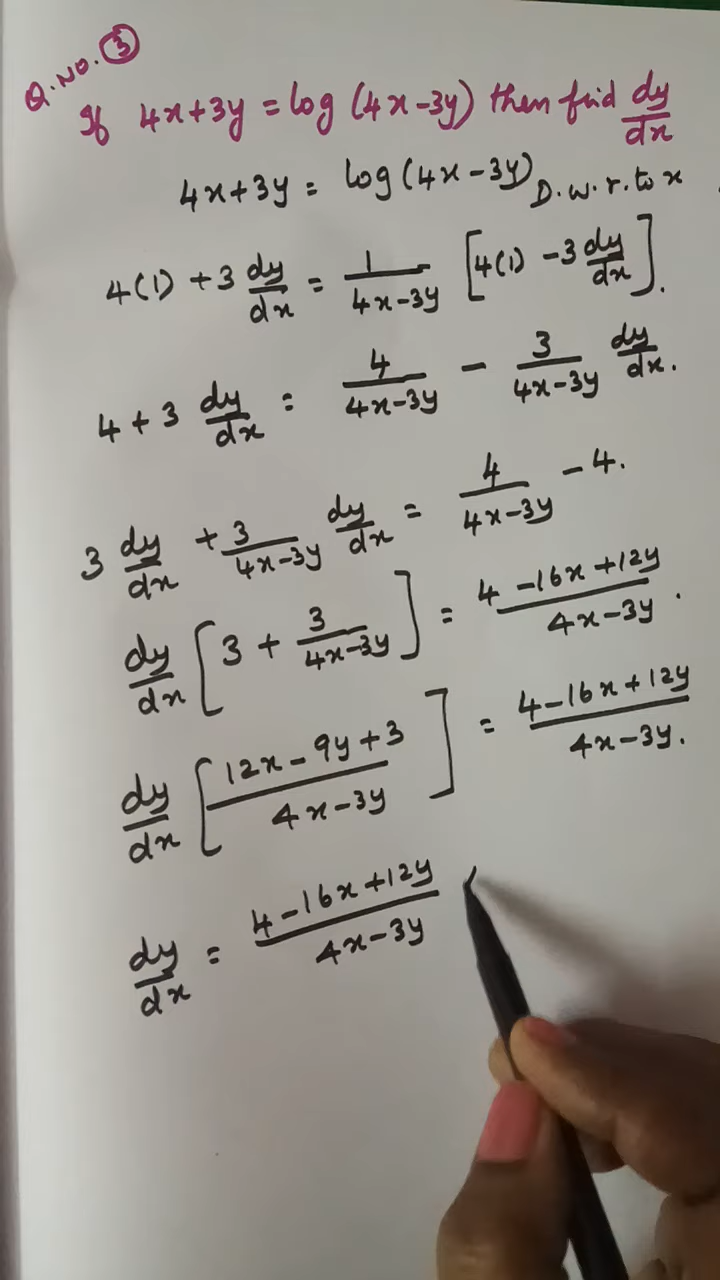 Q.NO.③
If 4x+3y = log (4x-3y) then find dy/dx
4x+3y = log(4x-3y) D.w.r.to x
4(1) + 3 dy/dx = 1/(4x-3y) [4(1) - 3 dy/dx].
4 + 3 dy/dx = 4/(4x-3y) - 3/(4x-3y) dy/dx.
3 dy/dx + 3/(4x-3y) dy/dx = 4/(4x-3y) - 4.
dy/dx [3 + 3/(4x-3y)] = (4-16x+12y)/(4x-3y).
dy/dx [(12x-9y+3)/(4x-3y)] = (4-16x+12y)/(4x-3y).
dy/dx = (4-16x+12y)/(4x-3y)